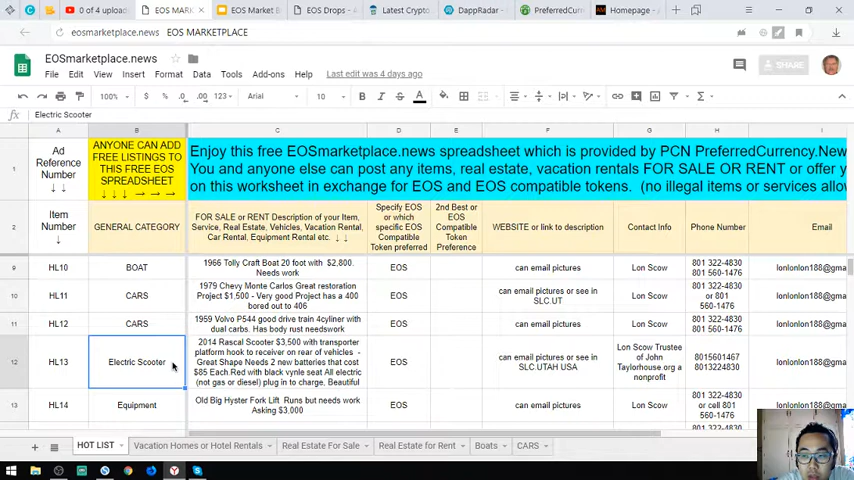 0 of 4 upload
EOS MARK
EOS Market B
EOS Drops -
Latest Crypto
DappRadar -
PreferredCurr
Homepage -
eosmarketplace.news EOS MARKETPLACE
EOSmarketplace.news
File Edit View Insert Format Data Tools Add-ons Help Last edit was 4 days ago
SHARE
100% $ % .0 .00 123 Arial 10 B I S A
fx Electric Scooter
A B C D E F G H I
1
Ad Reference Number ↓ ↓
ANYONE CAN ADD FREE LISTINGS TO THIS FREE EOS SPREADSHEET ↓ ↓ ↓ → → →
Enjoy this free EOSmarketplace.news spreadsheet which is provided by PCN PreferredCurrency.New
You and anyone else can post any items, real estate, vacation rentals FOR SALE OR RENT or offer y
on this worksheet in exchange for EOS and EOS compatible tokens. (no illegal items or services allow
2
Item Number ↓
GENERAL CATEGORY
FOR SALE or RENT Description of your Item, Service, Real Estate, Vehicles, Vacation Rental, Car Rental, Equipment Rental etc. ↓ ↓
Specify EOS or which specific EOS Compatible Token preferred
2nd Best or EOS Compatible Token Preference
WEBSITE or link to description
Contact Info
Phone Number
Email
9 HL10 BOAT 1966 Tolly Craft Boat 20 foot with $2,800. Needs work EOS can email pictures Lon Scow 801 322-4830 801 560-1476 lonlonlon188@gma
10 HL11 CARS 1979 Chevy Monte Carlos Great restoration Project $1,500 - Very good Project has a 400 bored out to 406 EOS can email pictures or see in SLC.UT Lon Scow 801 322-4830 or 801 560-1476 lonlonlon188@gma
11 HL12 CARS 1959 Volvo P544 good drive train 4cyliner with dual carbs. Has body rust needswork EOS can email pictures Lon Scow 801 322-4830 801 560-1476 lonlonlon188@gma
12 HL13 Electric Scooter 2014 Rascal Scooter $3,500 with transporter platform hook to receiver on rear of vehicles - Great Shape Needs 2 new batteries that cost $85 Each.Red with black vynle seat All electric (not gas or diesel) plug in to charge, Beautiful EOS can email pictures or see in SLC.UTAH USA Lon Scow Trustee of John Taylorhouse.org a nonprofit 8015601467 8013224830 lonlonlon188@gma
13 HL14 Equipment Old Big Hyster Fork Lift Runs but needs work Asking $3,000 EOS can email pictures Lon Scow 801 322-4830 or cell 801 560-1476 lonlonlon188@
HOT LIST Vacation Homes or Hotel Rentals Real Estate For Sale Real Estate for Rent Boats CARS